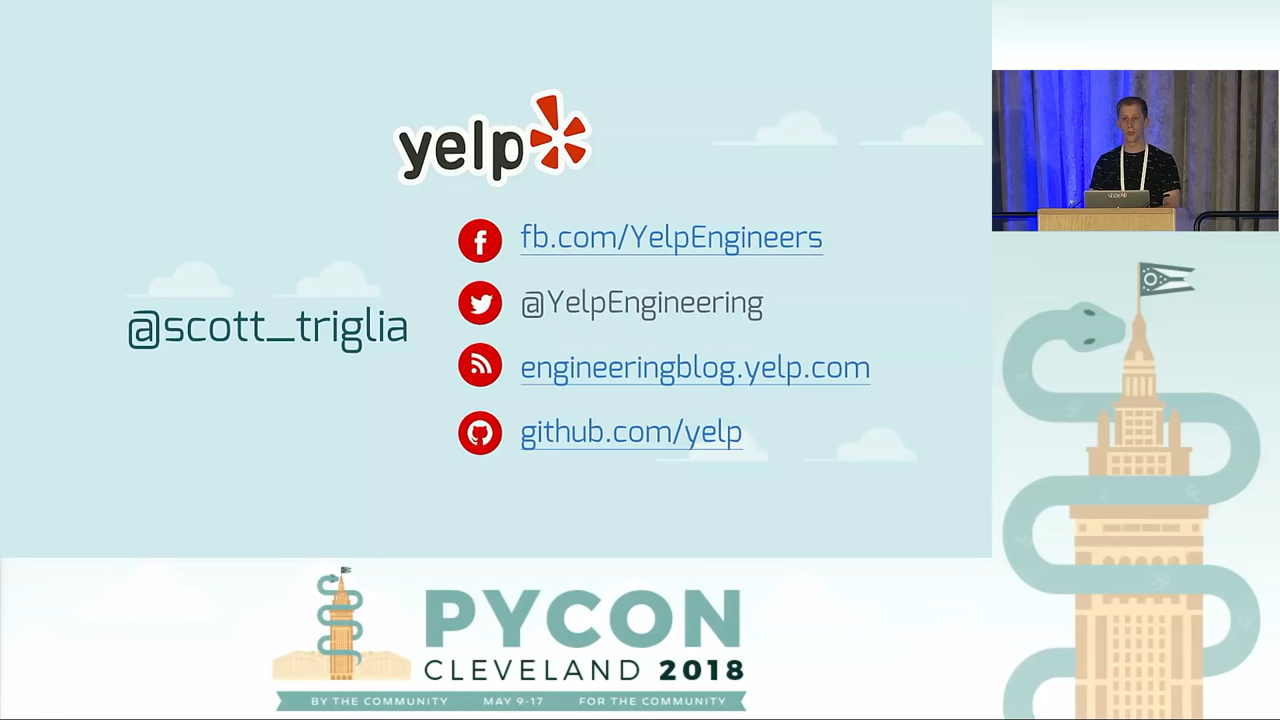 yelp
fb.com/YelpEngineers
@YelpEngineering
@scott_triglia
engineeringblog.yelp.com
github.com/yelp
PYCON
CLEVELAND 2018
BY THE COMMUNITY MAY 9-17 FOR THE COMMUNITY